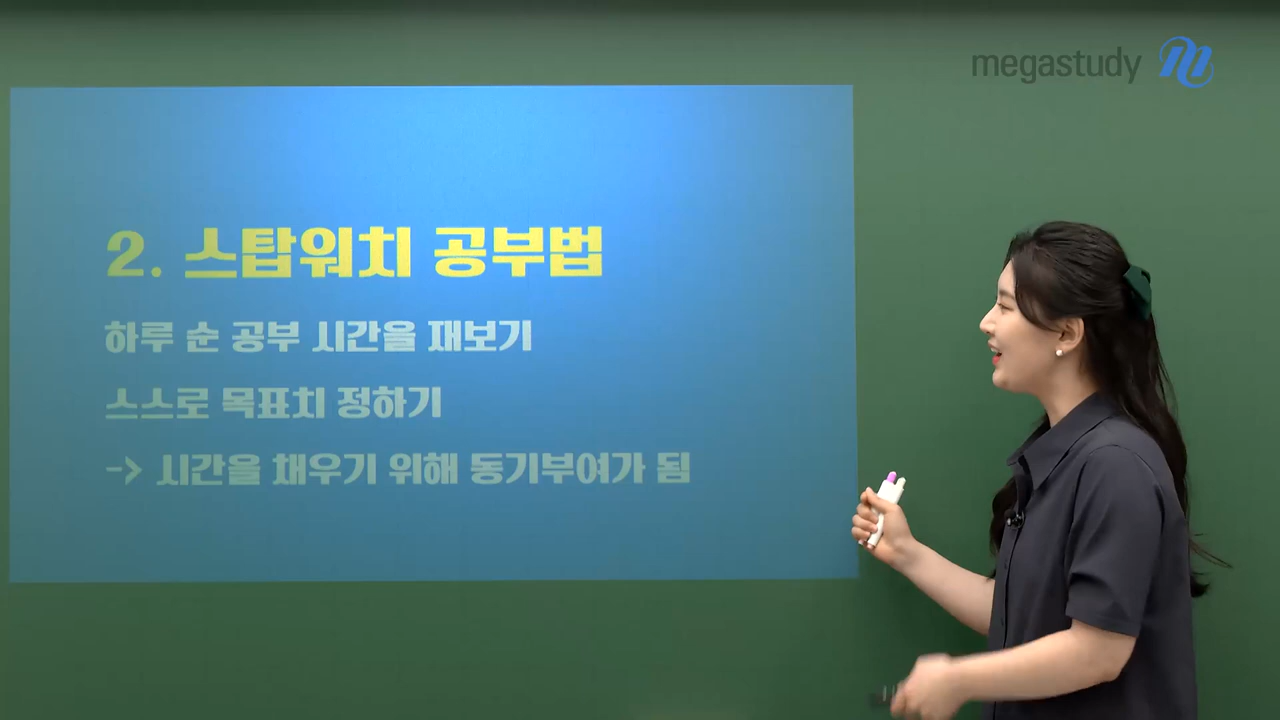 megastudy
2. 스탑워치 공부법
하루 순 공부 시간을 재보기
스스로 목표치 정하기
-> 시간을 채우기 위해 동기부여가 됨